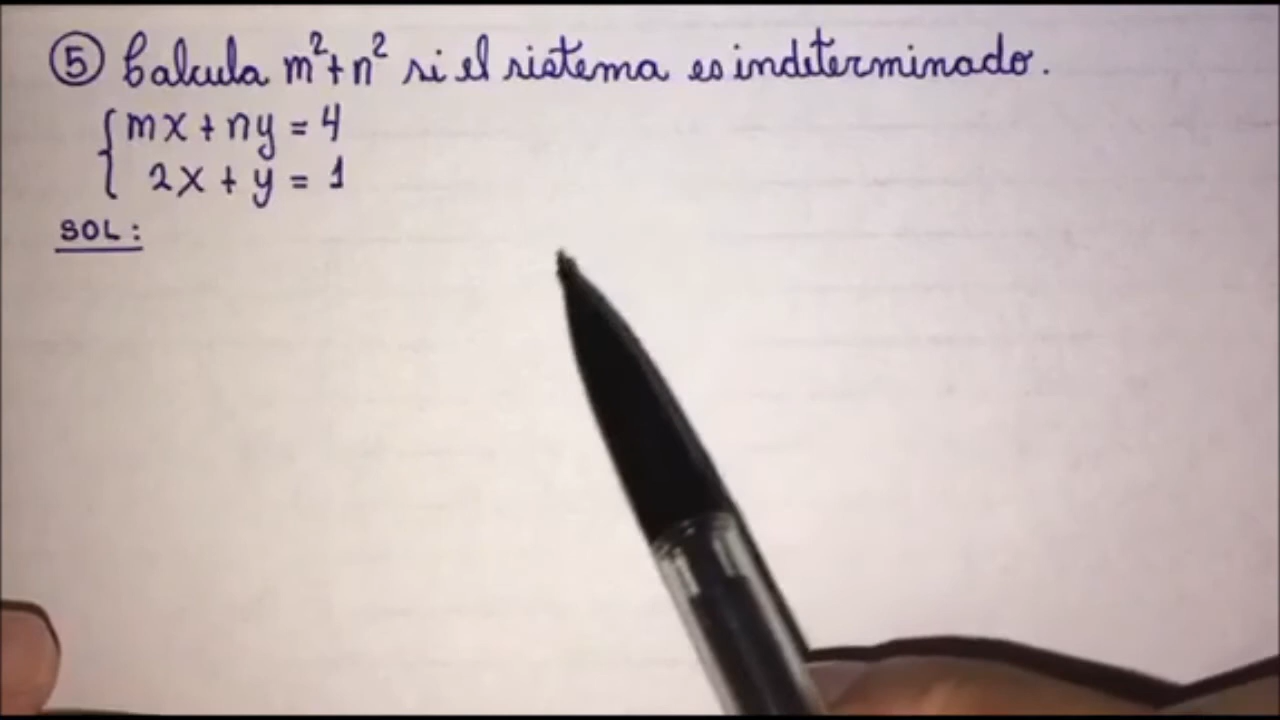 5 Calcula m²+n² si el sistema es indeterminado.
mx + ny = 4
2x + y = 1
SOL: